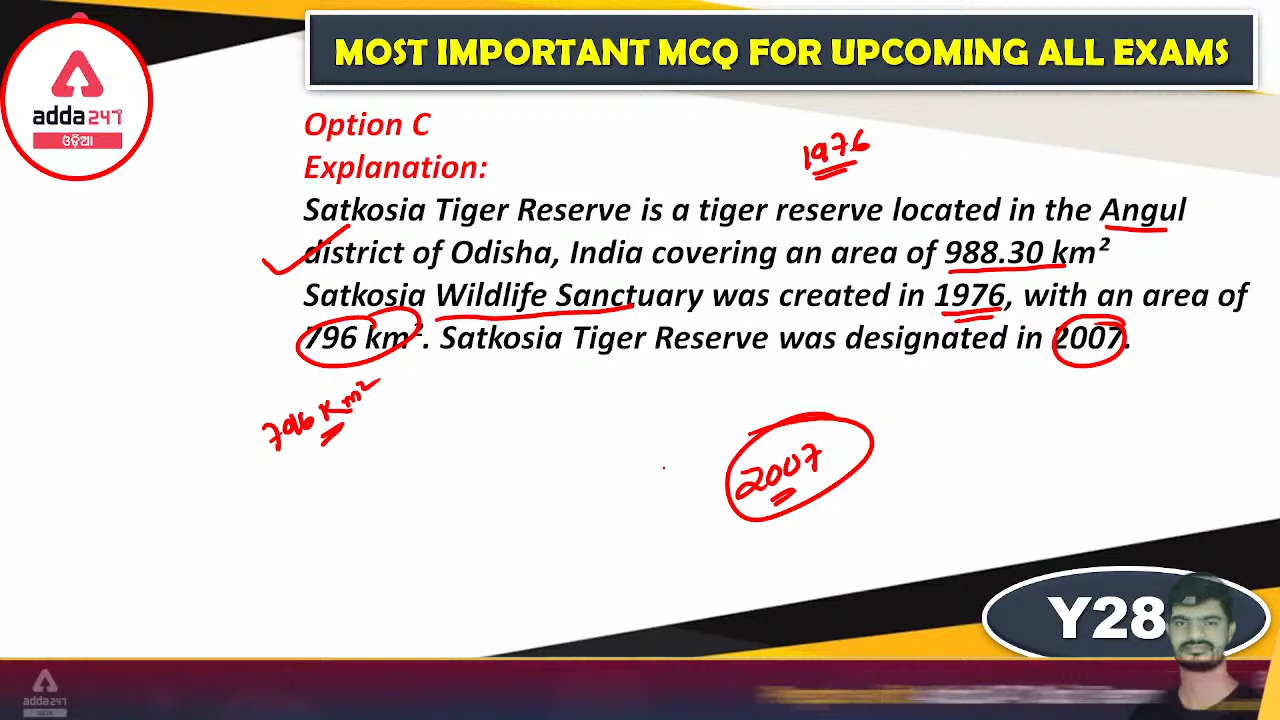 adda247
ଓଡ଼ିଆ
MOST IMPORTANT MCQ FOR UPCOMING ALL EXAMS
Option C
Explanation:
1976
Satkosia Tiger Reserve is a tiger reserve located in the Angul
district of Odisha, India covering an area of 988.30 km²
Satkosia Wildlife Sanctuary was created in 1976, with an area of
796 km². Satkosia Tiger Reserve was designated in 2007.
796 Km²
2007
Y28
adda247